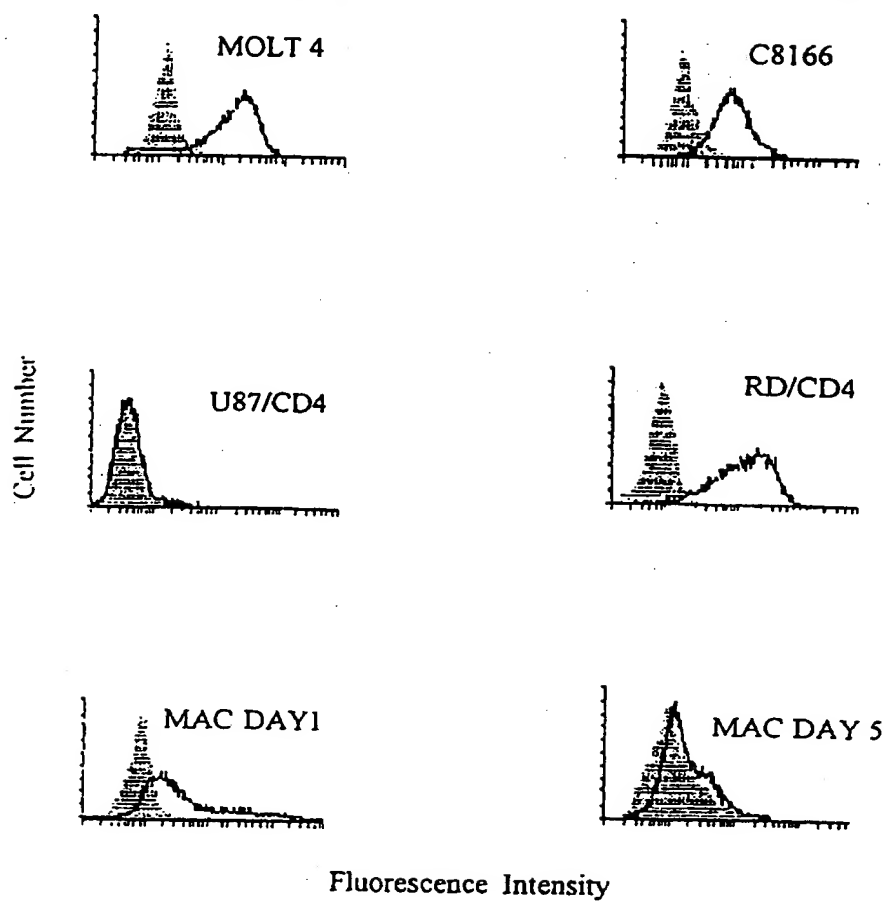 MOLT 4
C8166
Cell Number
U87/CD4
RD/CD4
MAC DAY1
MAC DAY 5
Fluorescence Intensity